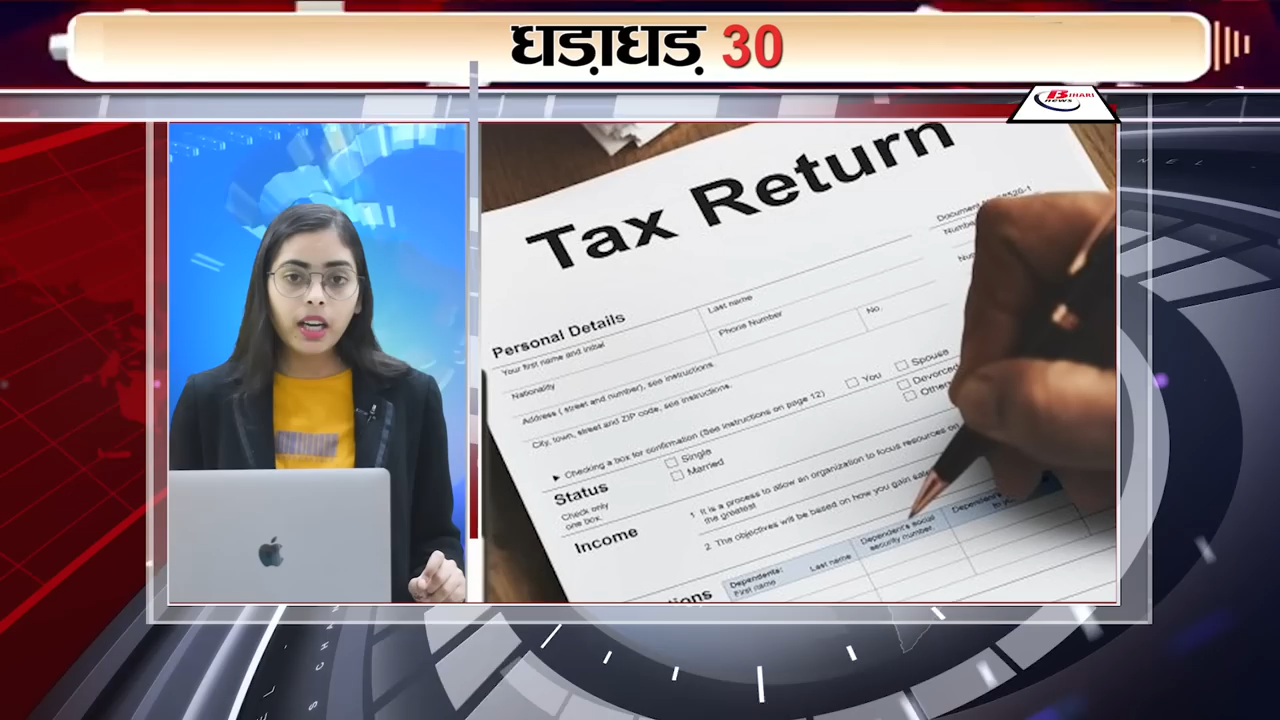 धड़ाधड़ 30
BIHARI
news
Tax Return
Personal Details
Your first name and initial
Last name
Nationality
Phone Number
No.
Address ( street and number), see instructions.
City, town, street and ZIP code, see instructions.
► Checking a box for confirmation (See instructions on page 12)
You
Spouse
Divorced
Status
Check only
one box.
Single
Married
Income
1 It is a process to allow an organization to focus resources on
the greatest
2 The objectives will be based on how you gain
Dependents:
First name
Last name
Dependent's social
security number.